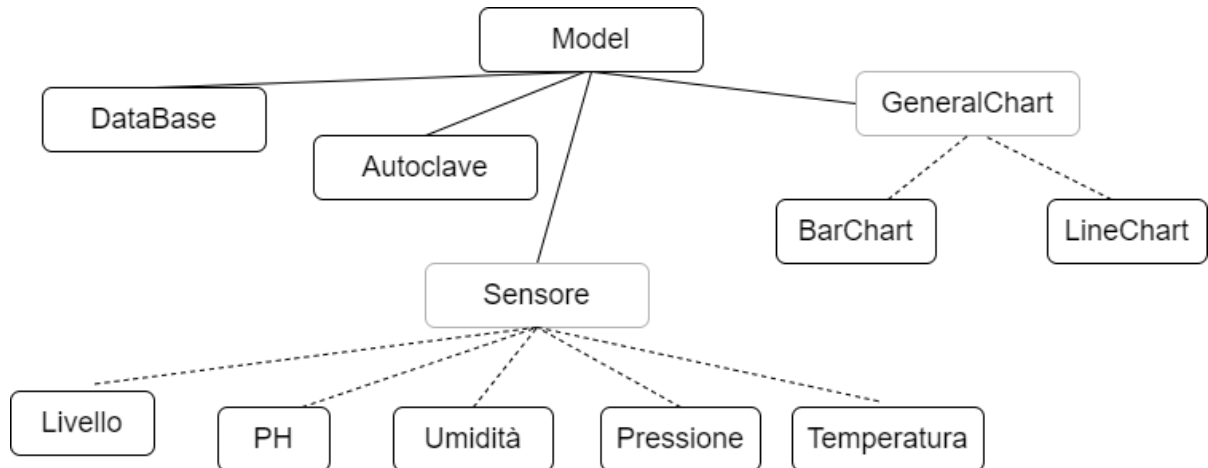 Model
DataBase
GeneralChart
Autoclave
BarChart
LineChart
Sensore
Livello
PH
Umidità
Pressione
Temperatura